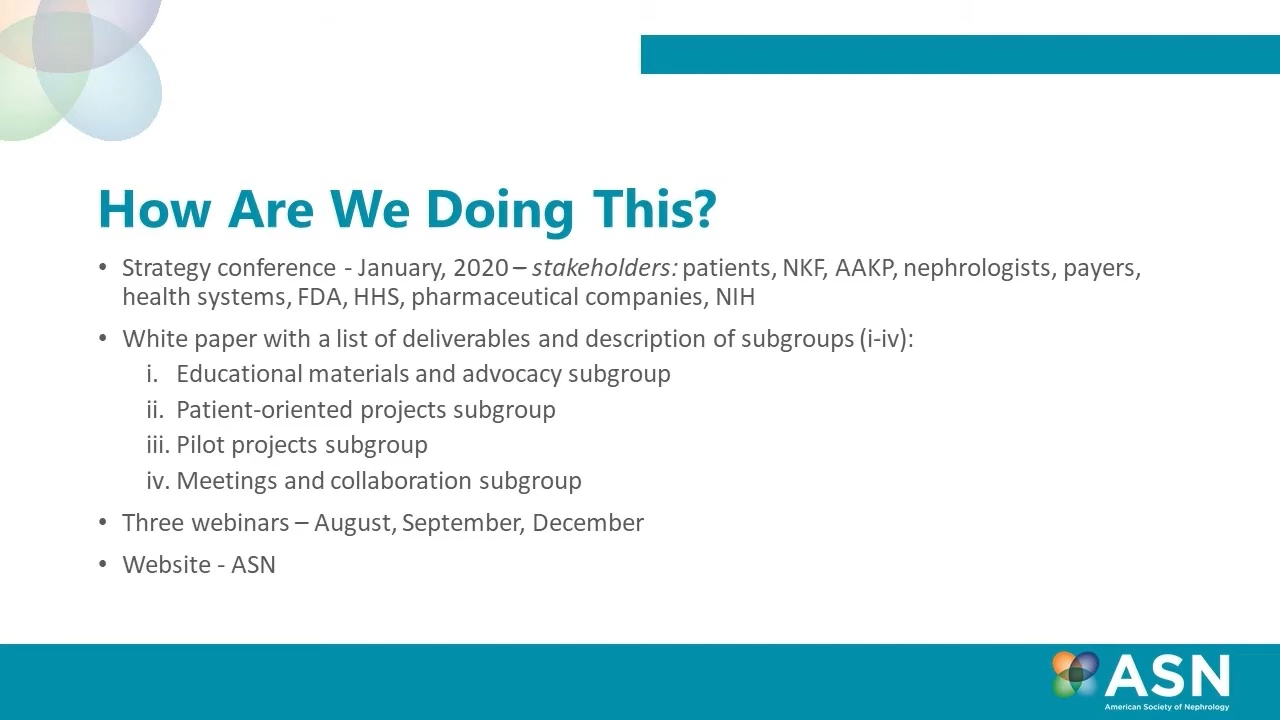 How Are We Doing This?
• Strategy conference - January, 2020 – stakeholders: patients, NKF, AAKP, nephrologists, payers,
health systems, FDA, HHS, pharmaceutical companies, NIH
• White paper with a list of deliverables and description of subgroups (i-iv):
i. Educational materials and advocacy subgroup
ii. Patient-oriented projects subgroup
iii. Pilot projects subgroup
iv. Meetings and collaboration subgroup
• Three webinars – August, September, December
• Website - ASN
ASN
American Society of Nephrology